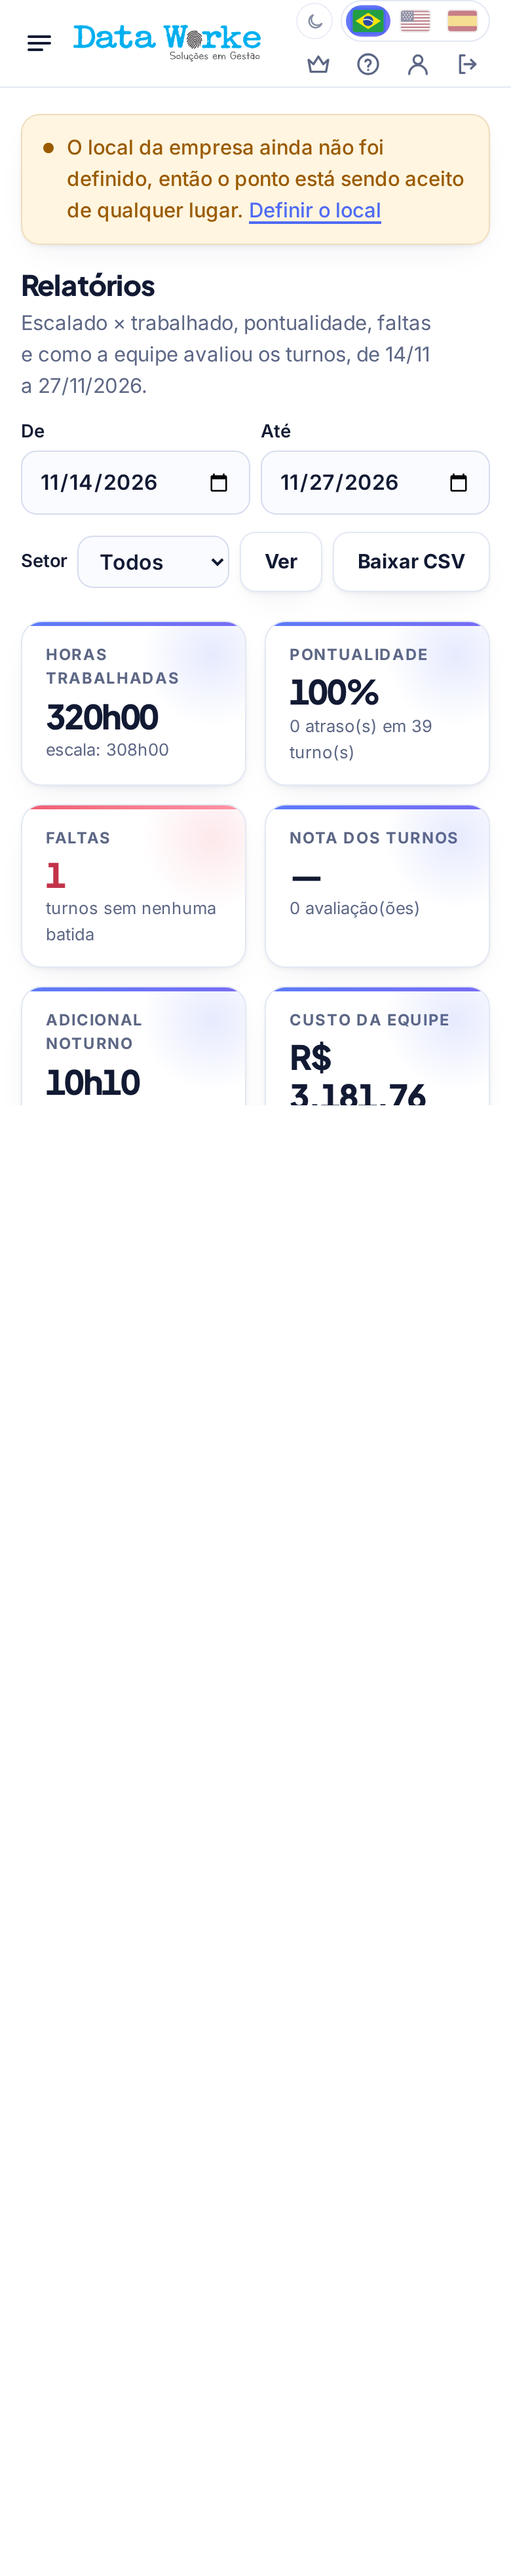 Data Worke
Soluções em Gestão
O local da empresa ainda não foi
definido, então o ponto está sendo aceito
de qualquer lugar. Definir o local
Relatórios
Escalado × trabalhado, pontualidade, faltas
e como a equipe avaliou os turnos, de 14/11
a 27/11/2026.
De
Até
11/14/2026
11/27/2026
Setor
Todos
Ver
Baixar CSV
HORAS
TRABALHADAS
320h00
escala: 308h00
PONTUALIDADE
100%
0 atraso(s) em 39
turno(s)
FALTAS
1
turnos sem nenhuma
batida
NOTA DOS TURNOS
—
0 avaliação(ões)
ADICIONAL
NOTURNO
10h10
CUSTO DA EQUIPE
R$
3.181,76